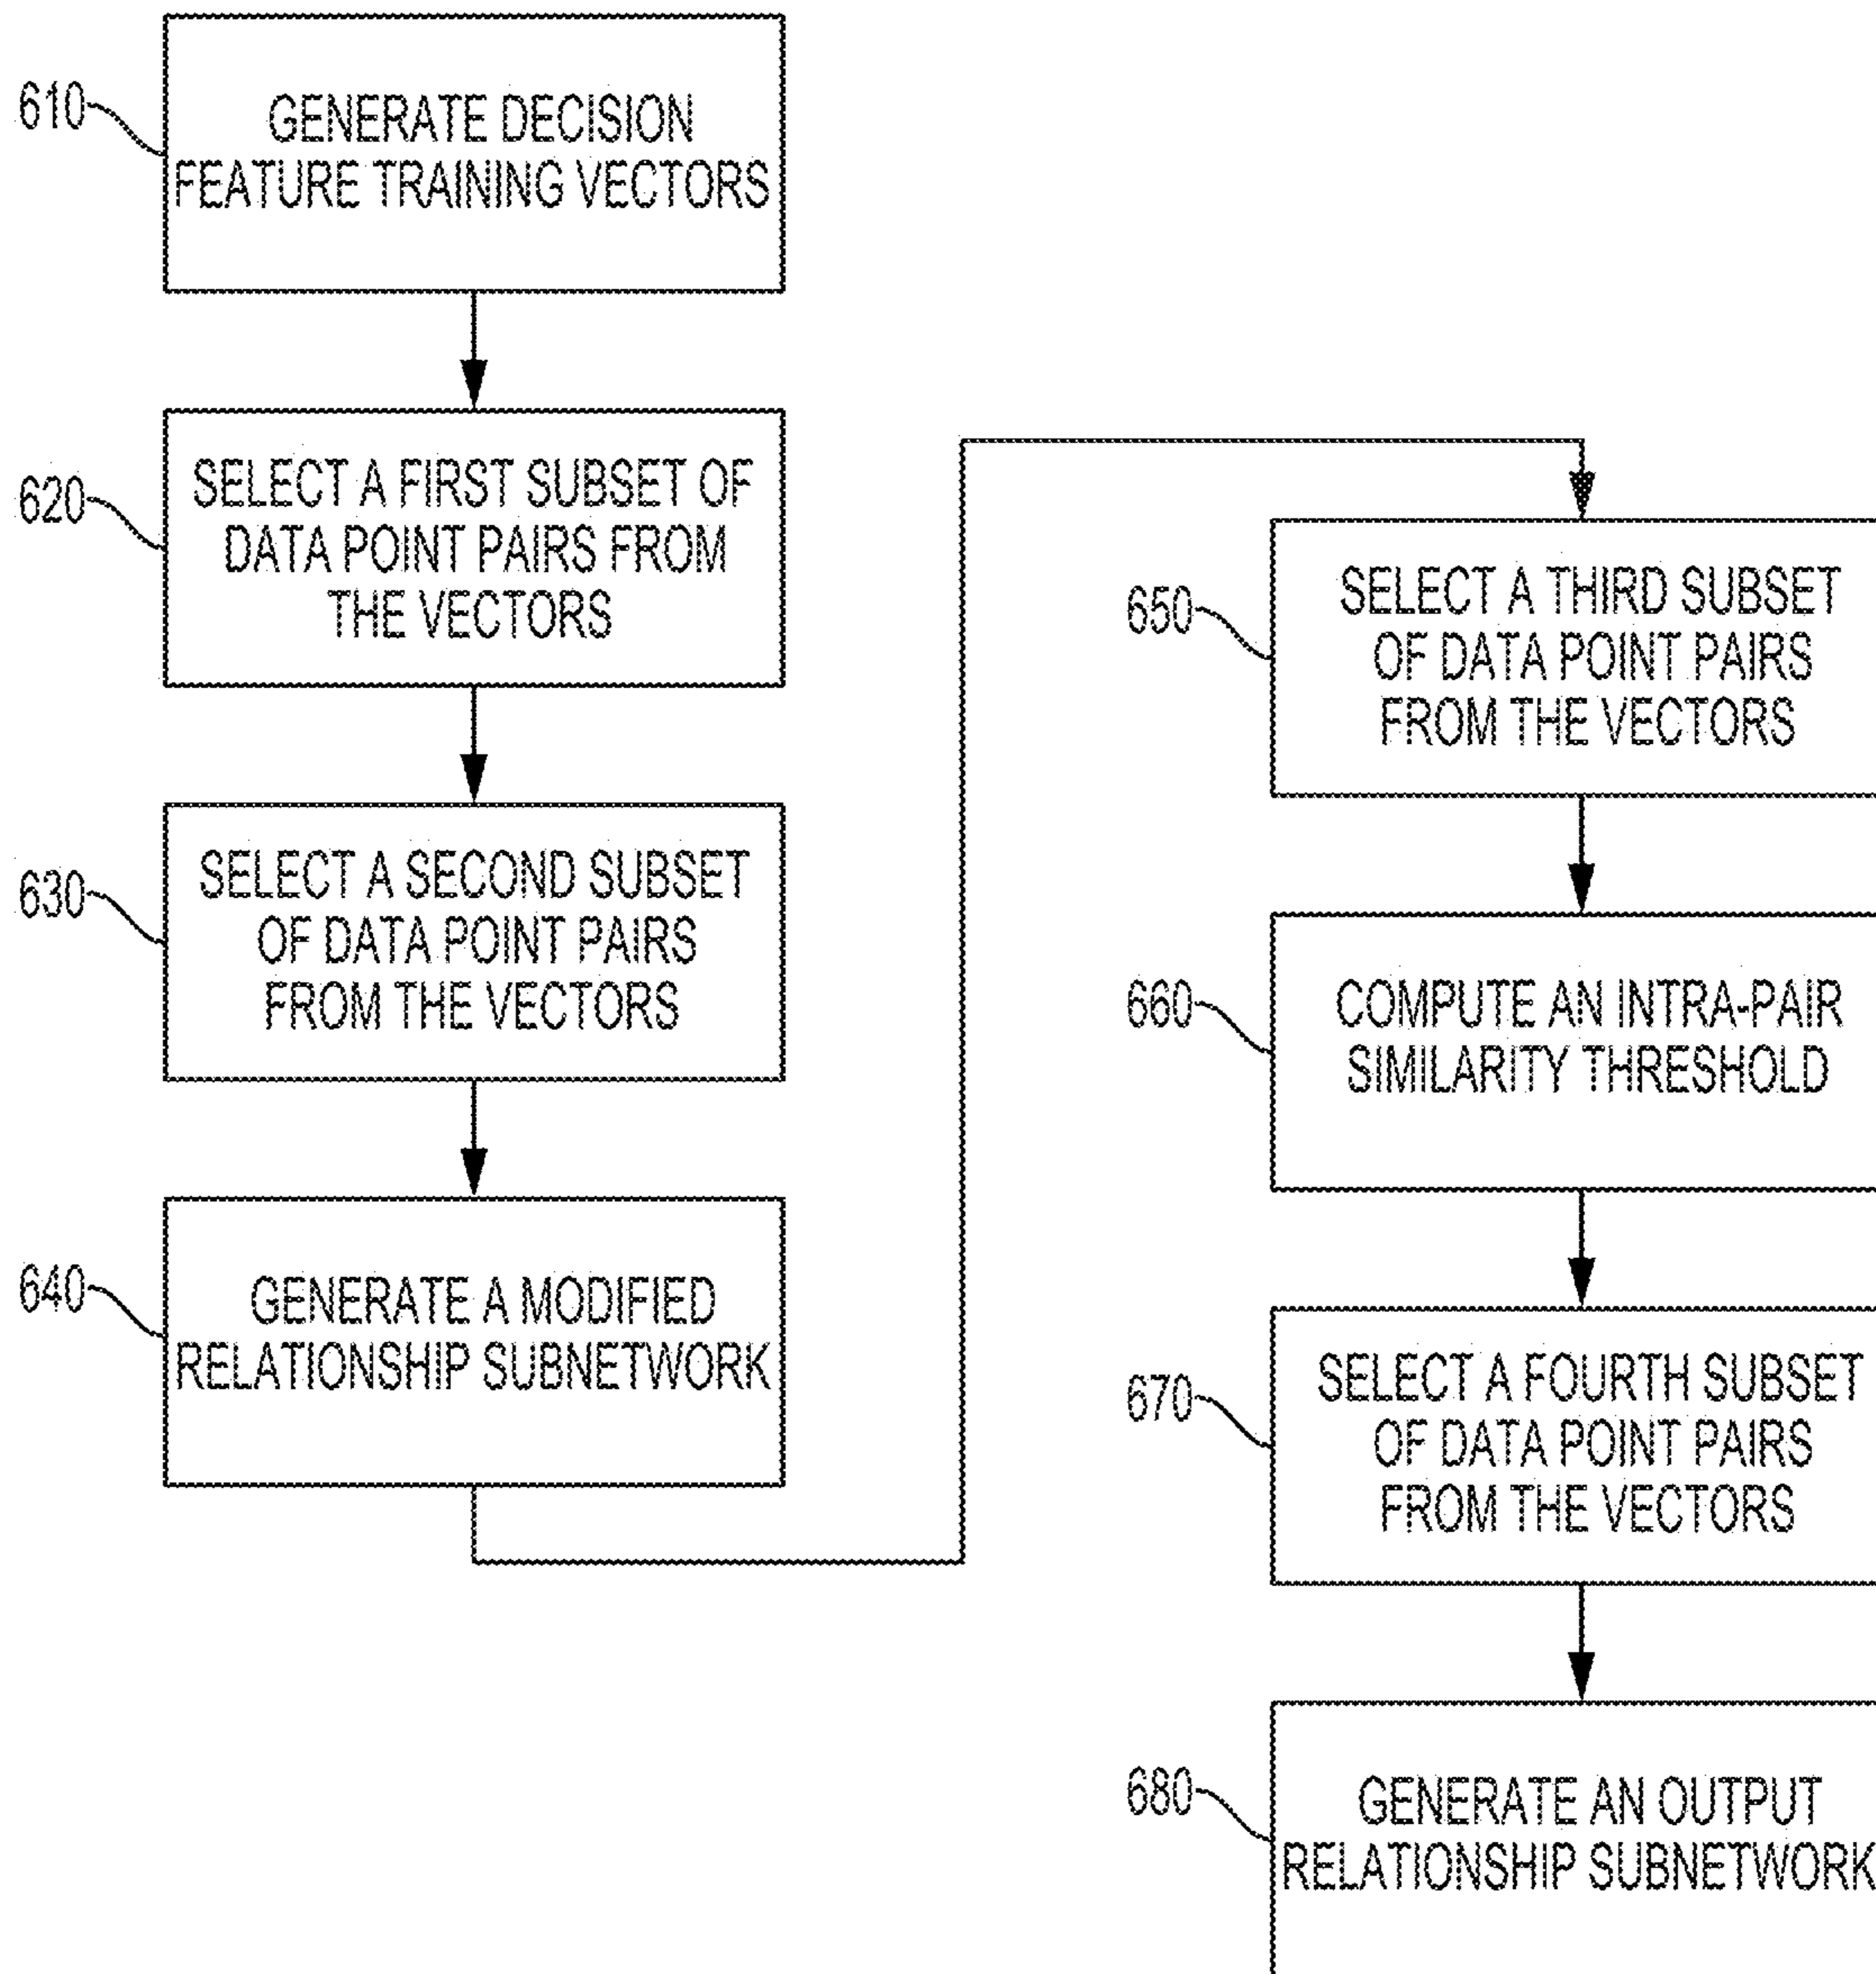 610
GENERATE DECISION
FEATURE TRAINING VECTORS
620
SELECT A FIRST SUBSET OF
DATA POINT PAIRS FROM
THE VECTORS
630
SELECT A SECOND SUBSET
OF DATA POINT PAIRS
FROM THE VECTORS
640
GENERATE A MODIFIED
RELATIONSHIP SUBNETWORK
650
SELECT A THIRD SUBSET
OF DATA POINT PAIRS
FROM THE VECTORS
660
COMPUTE AN INTRA-PAIR
SIMILARITY THRESHOLD
670
SELECT A FOURTH SUBSET
OF DATA POINT PAIRS
FROM THE VECTORS
680
GENERATE AN OUTPUT
RELATIONSHIP SUBNETWORK